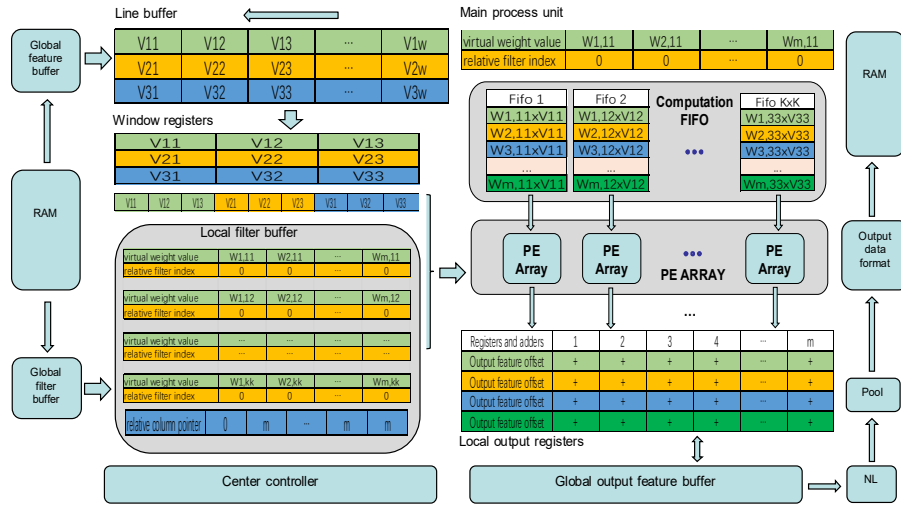 Line buffer
Main process unit
Global feature buffer
V11 V12 V13 ... V1w
V21 V22 V23 ... V2w
V31 V32 V33 ... V3w
virtual weight value W1,11 W2,11 ... Wm,11
relative filter index 0 0 ... 0
RAM
Window registers
V11 V12 V13
V21 V22 V23
V31 V32 V33
Fifo 1 Fifo 2 Computation FIFO Fifo KxK
W1,11xV11 W1,12xV12 W1,33xV33
W2,11xV11 W2,12xV12 W2,33xV33
W3,11xV11 W3,12xV12 ... W3,33xV33
... ... ...
Wm,11xV11 Wm,12xV12 Wm,33xV33
RAM
V11 V12 V13 V21 V22 V23 V31 V32 V33
Local filter buffer
virtual weight value W1,11 W2,11 ... Wm,11
relative filter index 0 0 ... 0
virtual weight value W1,12 W2,12 ... Wm,12
relative filter index 0 0 ... 0
virtual weight value ... ... ... ...
relative filter index ... ... ... ...
virtual weight value W1,kk W2,kk ... Wm,kk
relative filter index 0 0 ... 0
relative column pointer 0 m ... m m
Global filter buffer
PE Array PE Array ... PE ARRAY PE Array
Output data format
...
Registers and adders 1 2 3 4 ... m
Output feature offset + + + + ... +
Output feature offset + + + + ... +
Output feature offset + + + + ... +
Output feature offset + + + + ... +
Local output registers
Pool
Center controller
Global output feature buffer
NL